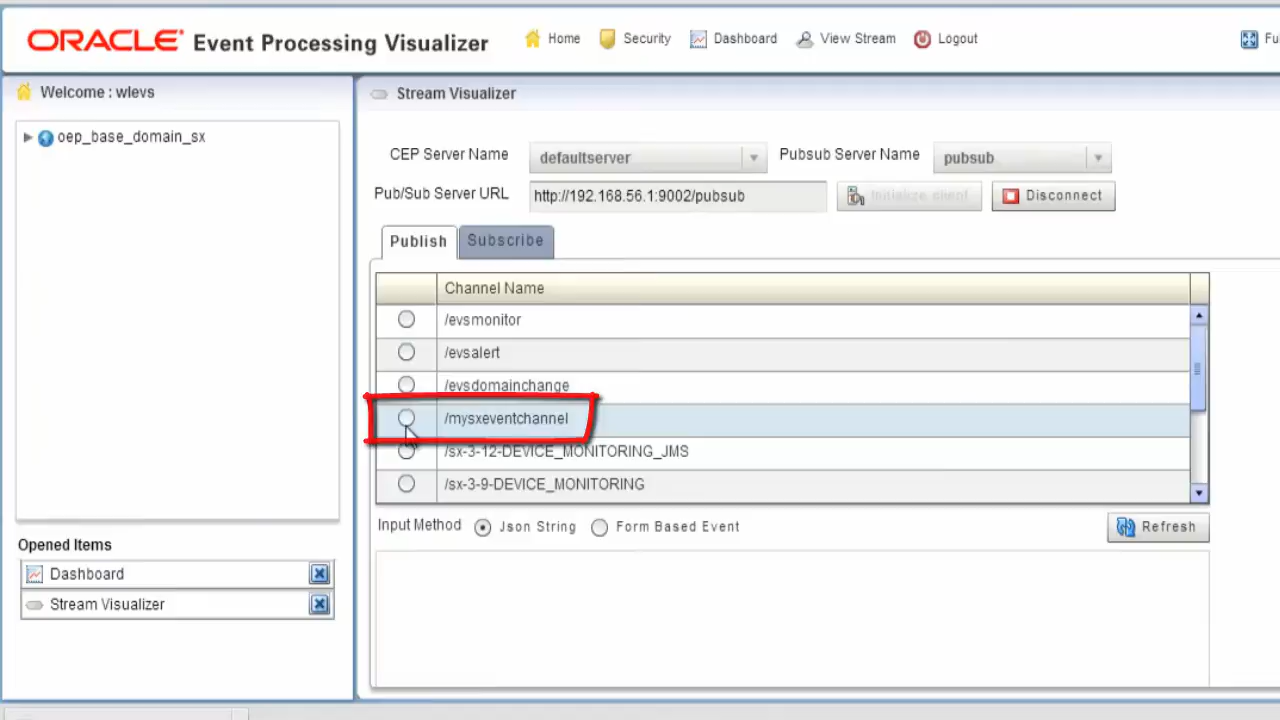 ORACLE Event Processing Visualizer Home Security Dashboard View Stream Logout Fu
Welcome : wlevs
oep_base_domain_sx
Stream Visualizer
CEP Server Name defaultserver Pubsub Server Name pubsub
Pub/Sub Server URL http://192.168.56.1:9002/pubsub Initialize client Disconnect
Publish Subscribe
Channel Name
/evsmonitor
/evsalert
/evsdomainchange
/mysxeventchannel
/sx-3-12-DEVICE_MONITORING_JMS
/sx-3-9-DEVICE_MONITORING
Input Method Json String Form Based Event Refresh
Opened Items
Dashboard
Stream Visualizer